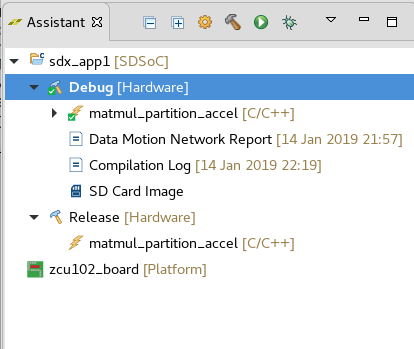 Assistant
sdx_app1 [SDSoC]
Debug [Hardware]
matmul_partition_accel [C/C++]
Data Motion Network Report [14 Jan 2019 21:57]
Compilation Log [14 Jan 2019 22:19]
SD Card Image
Release [Hardware]
matmul_partition_accel [C/C++]
zcu102_board [Platform]